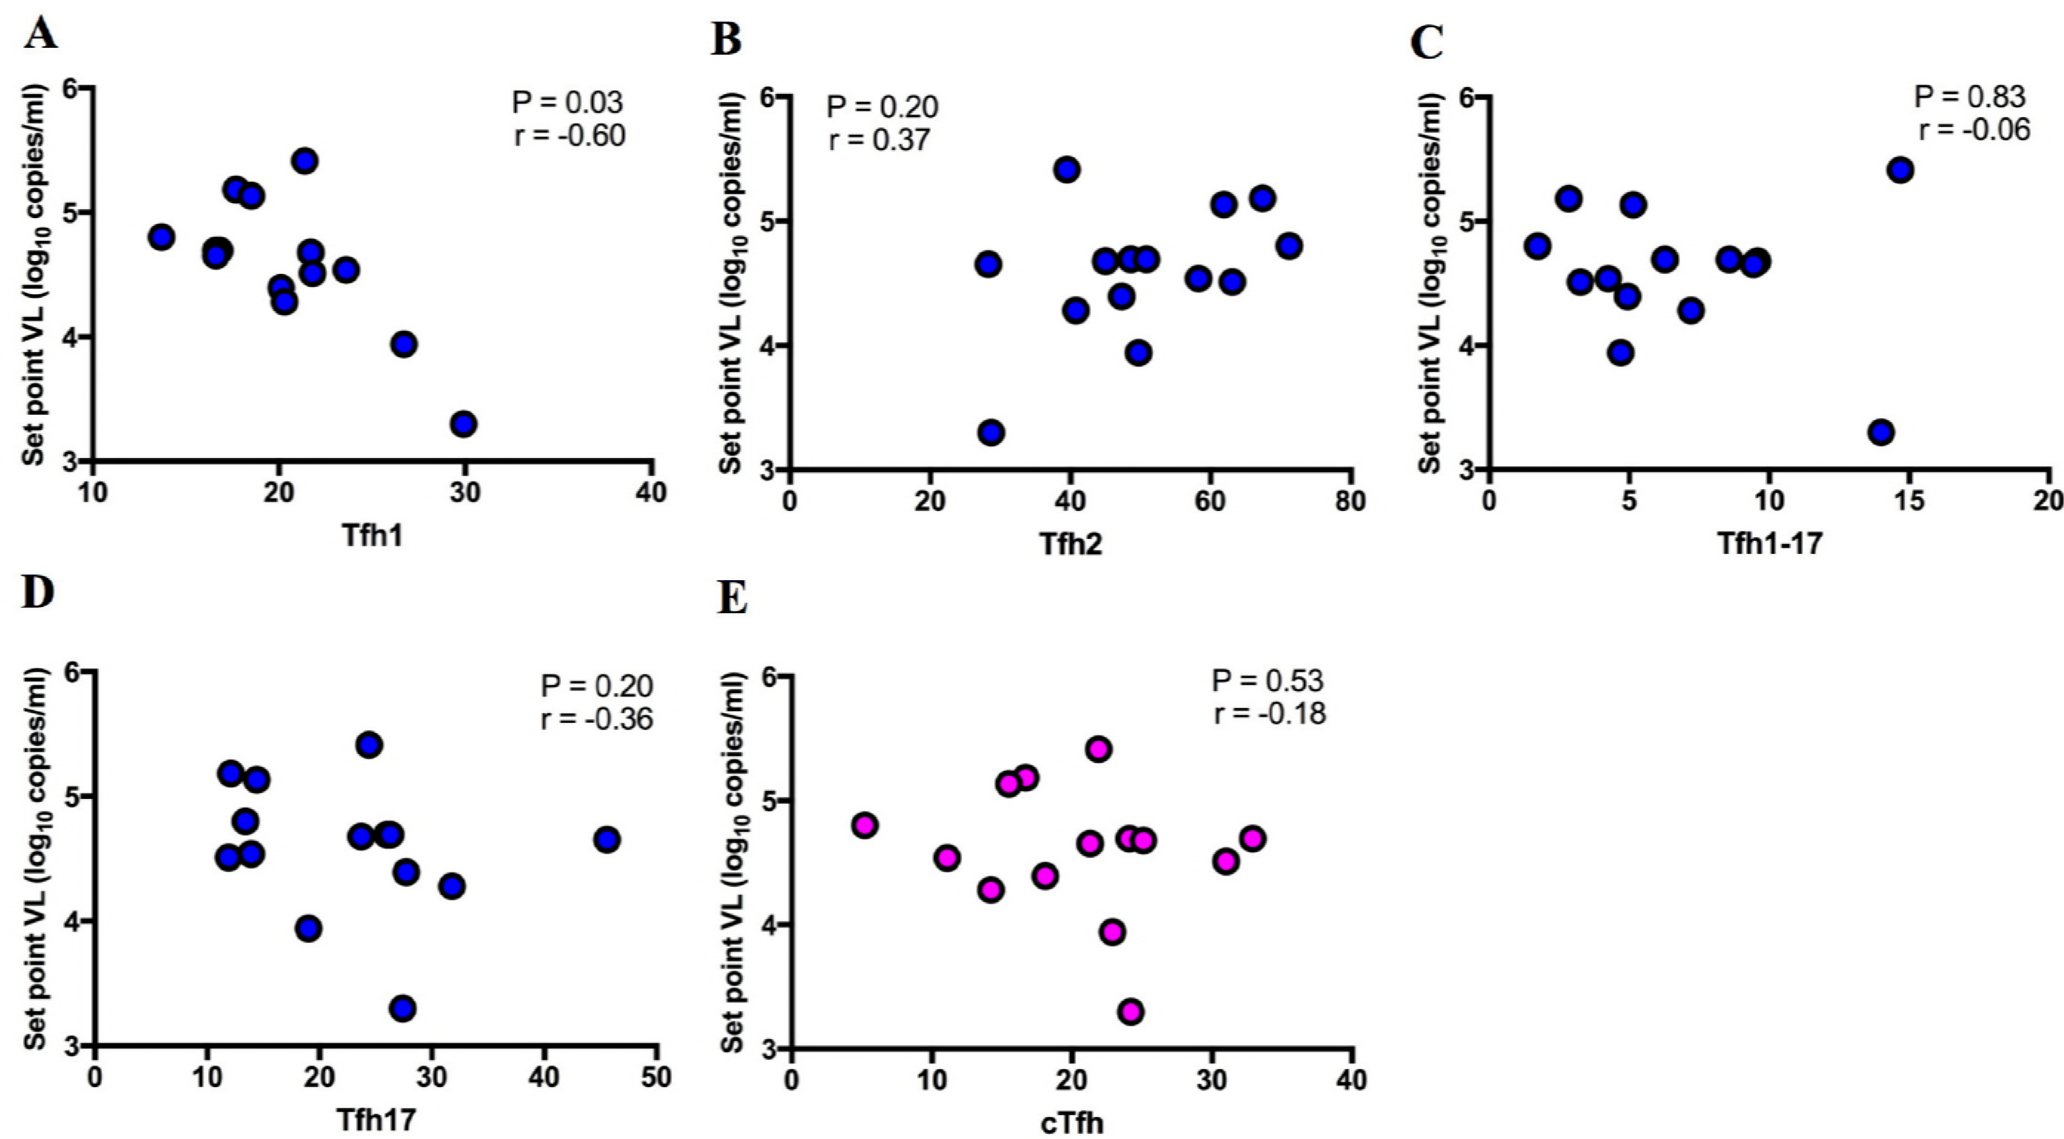 A
P = 0.03
r = -0.60
Set point VL (log10 copies/ml)
6
5
4
3
10 20 30 40
Tfh1
B
P = 0.20
r = 0.37
Set point VL (log10 copies/ml)
6
5
4
3
0 20 40 60 80
Tfh2
C
P = 0.83
r = -0.06
Set point VL (log10 copies/ml)
6
5
4
3
0 5 10 15 20
Tfh1-17
D
P = 0.20
r = -0.36
Set point VL (log10 copies/ml)
6
5
4
3
0 10 20 30 40 50
Tfh17
E
P = 0.53
r = -0.18
Set point VL (log10 copies/ml)
6
5
4
3
0 10 20 30 40
cTfh